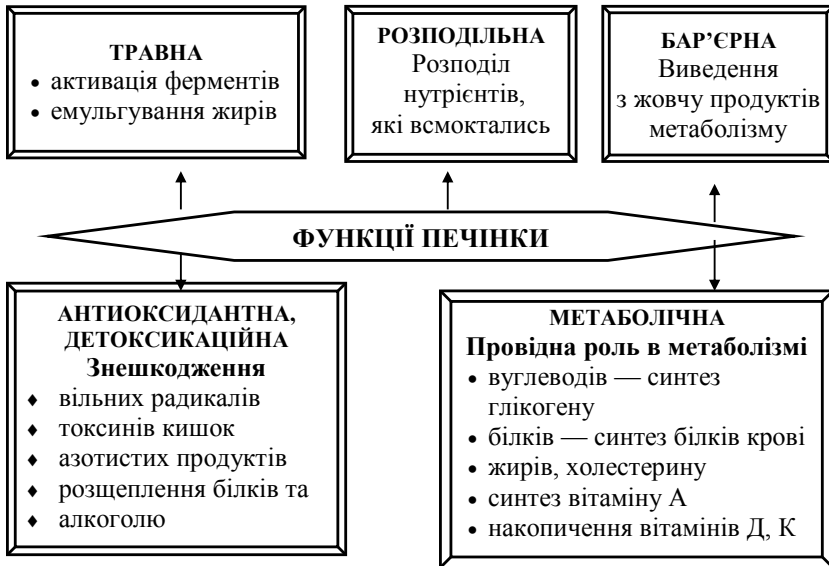 ТРАВНА
• активація ферментів
• емульгування жирів
РОЗПОДІЛЬНА
Розподіл
нутрієнтів,
які всмоктались
БАР’ЄРНА
Виведення
з жовчу продуктів
метаболізму
ФУНКЦІЇ ПЕЧІНКИ
АНТИОКСИДАНТНА,
ДЕТОКСИКАЦІЙНА
Знешкодження
♦ вільних радикалів
♦ токсинів кишок
♦ азотистих продуктів
♦ розщеплення білків та
♦ алкоголю
МЕТАБОЛІЧНА
Провідна роль в метаболізмі
• вуглеводів — синтез
глікогену
• білків — синтез білків крові
• жирів, холестерину
• синтез вітаміну А
• накопичення вітамінів Д, К